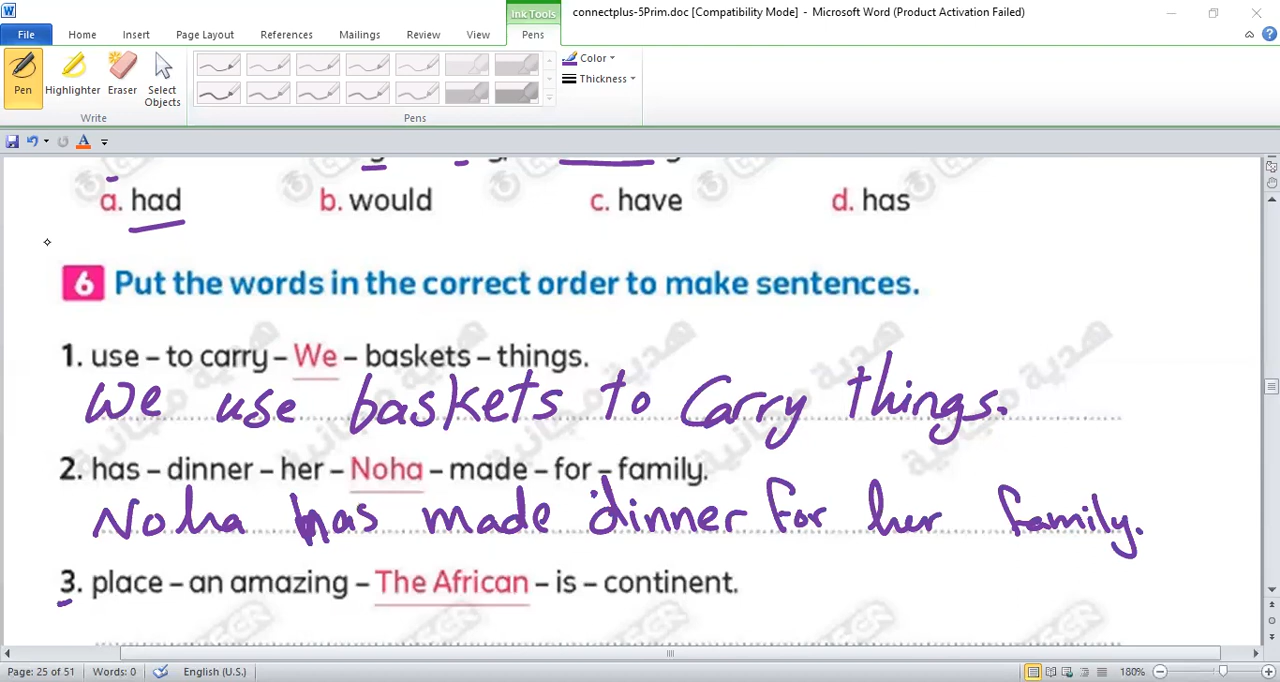 Ink Tools
connectplus-5Prim.doc [Compatibility Mode] - Microsoft Word (Product Activation Failed)
File Home Insert Page Layout References Mailings Review View Pens
Pen Highlighter Eraser Select Objects
Color
Thickness
Write Pens
a. had b. would c. have d. has
6 Put the words in the correct order to make sentences.
1. use – to carry – We – baskets – things.
We use baskets to carry things.
2. has – dinner – her – Noha – made – for – family.
Noha has made dinner for her family.
3. place – an amazing – The African – is – continent.
Page: 25 of 51 Words: 0 English (U.S.) 180%